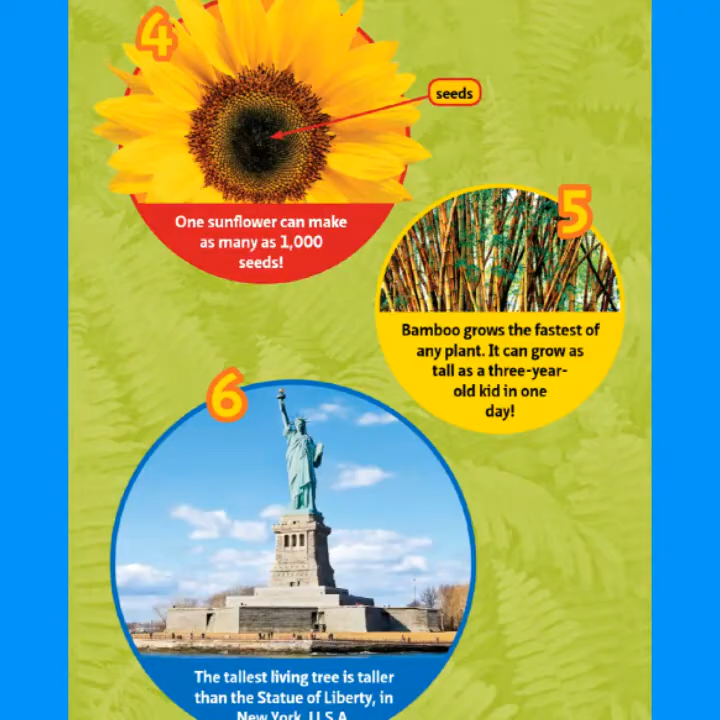 4
seeds
One sunflower can make
as many as 1,000
seeds!
5
Bamboo grows the fastest of
any plant. It can grow as
tall as a three-year-
old kid in one
day!
6
The tallest living tree is taller
than the Statue of Liberty, in
New York, U.S.A.